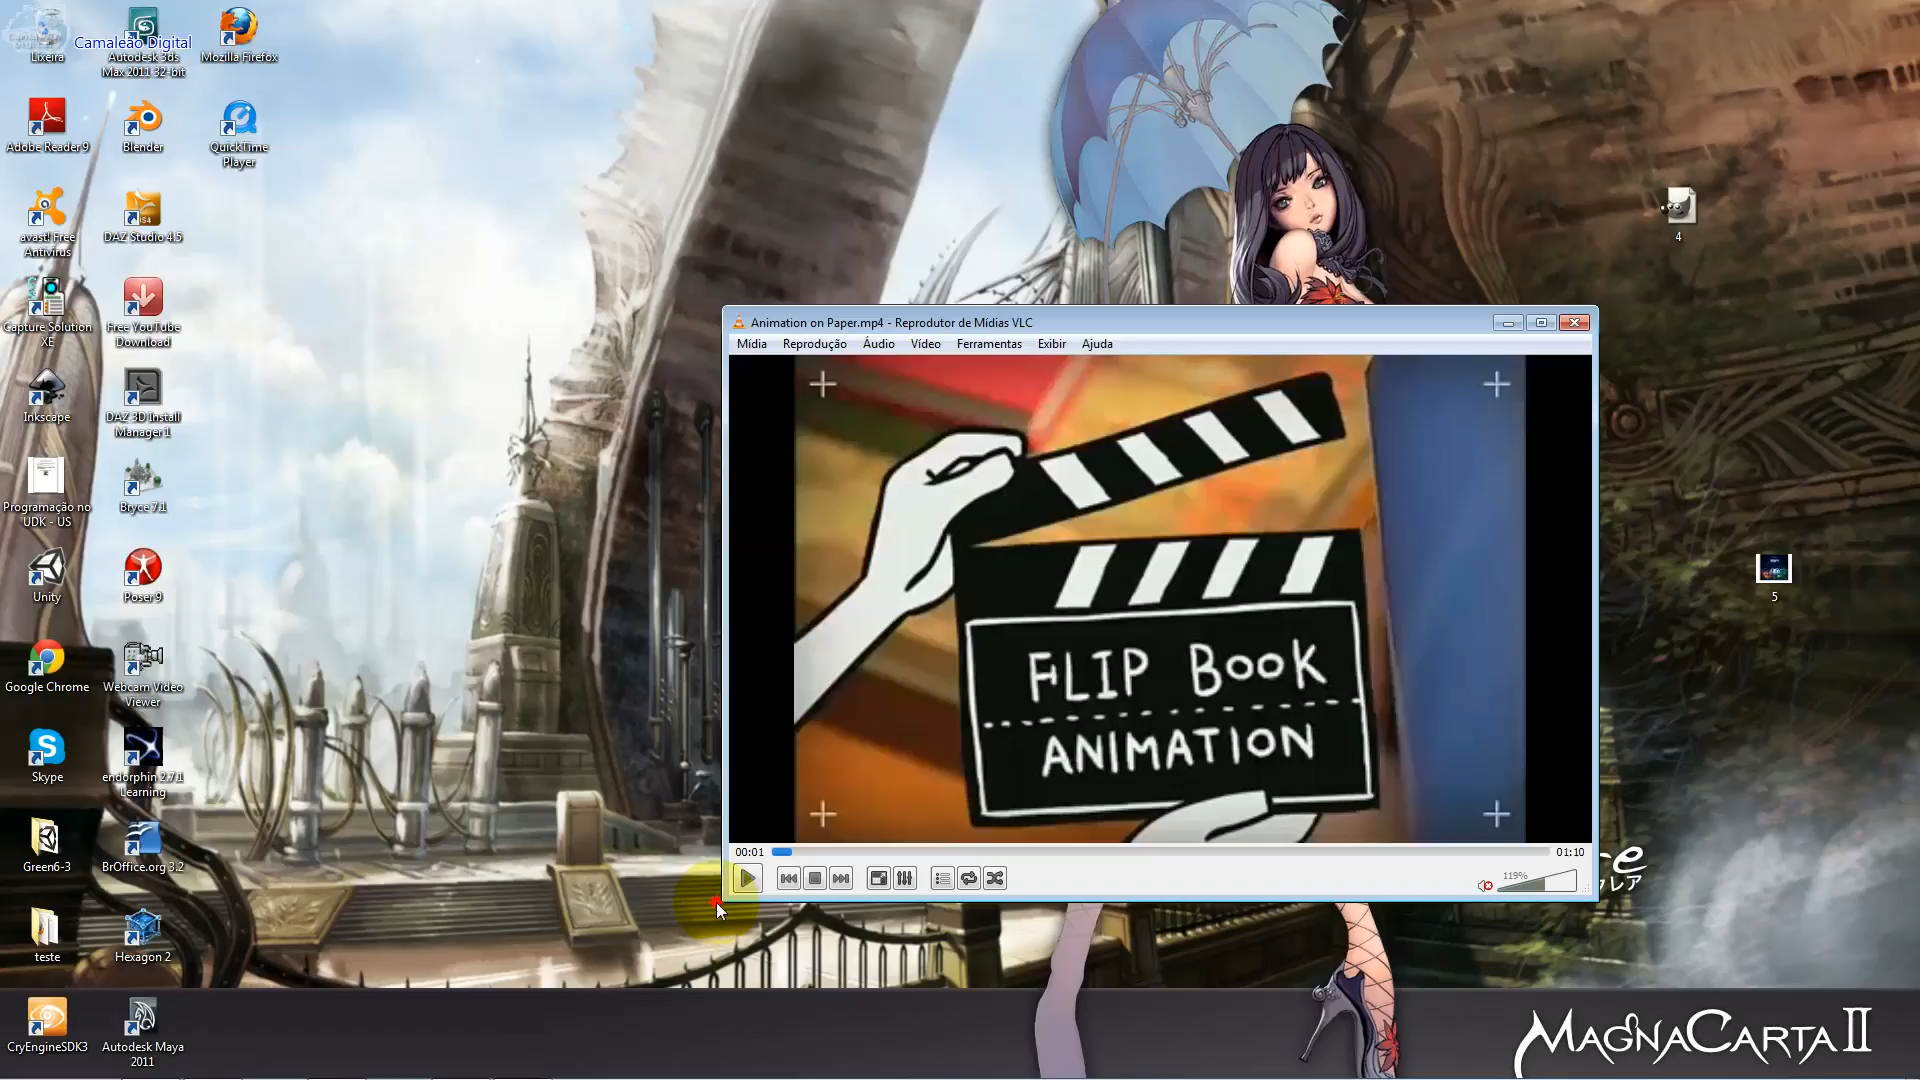 Camaleão Digital
Lixeira
Autodesk 3ds
Max 2011 32-bit
Mozilla Firefox
Adobe Reader 9
Blender
QuickTime
Player
avast! Free
Antivirus
DAZ Studio 4.5
Capture Solution
XE
Free YouTube
Download
Inkscape
DAZ 3D Install
Manager1
Programação no
UDK - US
Bryce 7.1
Unity
Poser 9
Google Chrome
Webcam Video
Viewer
Skype
endorphin 2.7.1
Learning
Green6-3
BrOffice.org 3.2
teste
Hexagon 2
CryEngineSDK3
Autodesk Maya
2011
4
5
Animation on Paper.mp4 - Reprodutor de Mídias VLC
Mídia Reprodução Áudio Vídeo Ferramentas Exibir Ajuda
FLIP BOOK
ANIMATION
00:01
01:10
119%
MAGNACARTA II